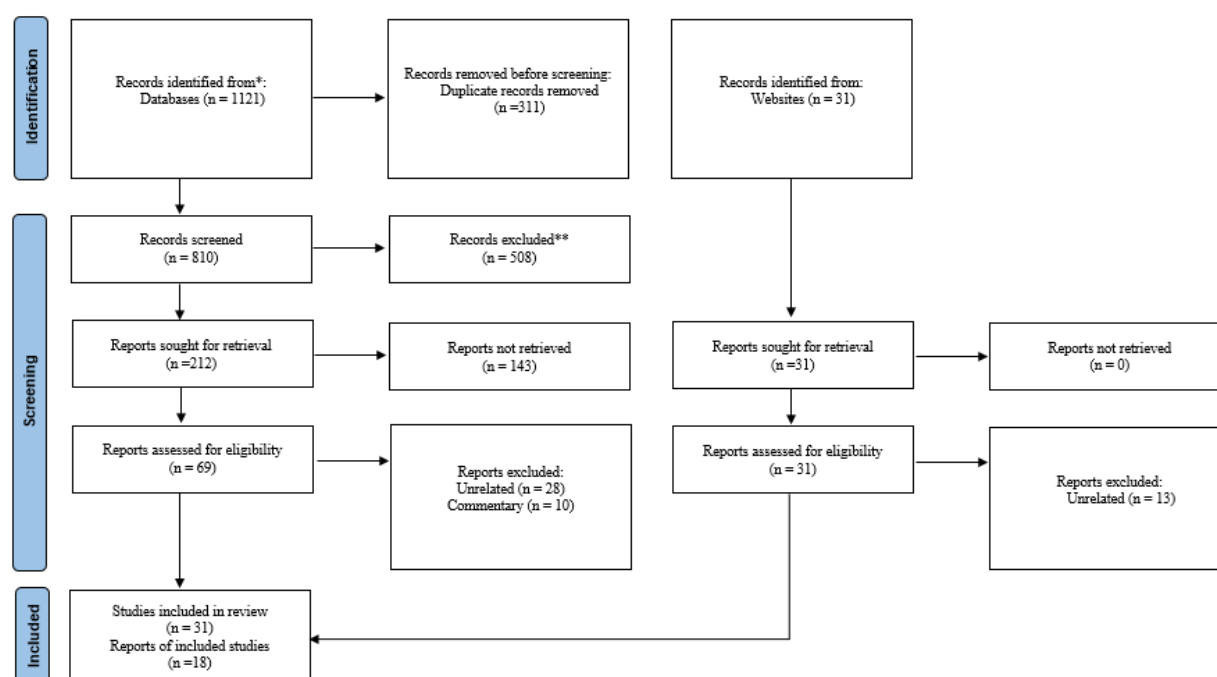 Identification
Records identified from*:
Databases (n = 1121)
Records removed before screening:
Duplicate records removed
(n =311)
Records identified from:
Websites (n = 31)
Screening
Records screened
(n = 810)
Records excluded**
(n = 508)
Reports sought for retrieval
(n =212)
Reports not retrieved
(n = 143)
Reports sought for retrieval
(n =31)
Reports not retrieved
(n = 0)
Reports assessed for eligibility
(n = 69)
Reports excluded:
Unrelated (n = 28)
Commentary (n = 10)
Reports assessed for eligibility
(n = 31)
Reports excluded:
Unrelated (n = 13)
Included
Studies included in review
(n = 31)
Reports of included studies
(n =18)